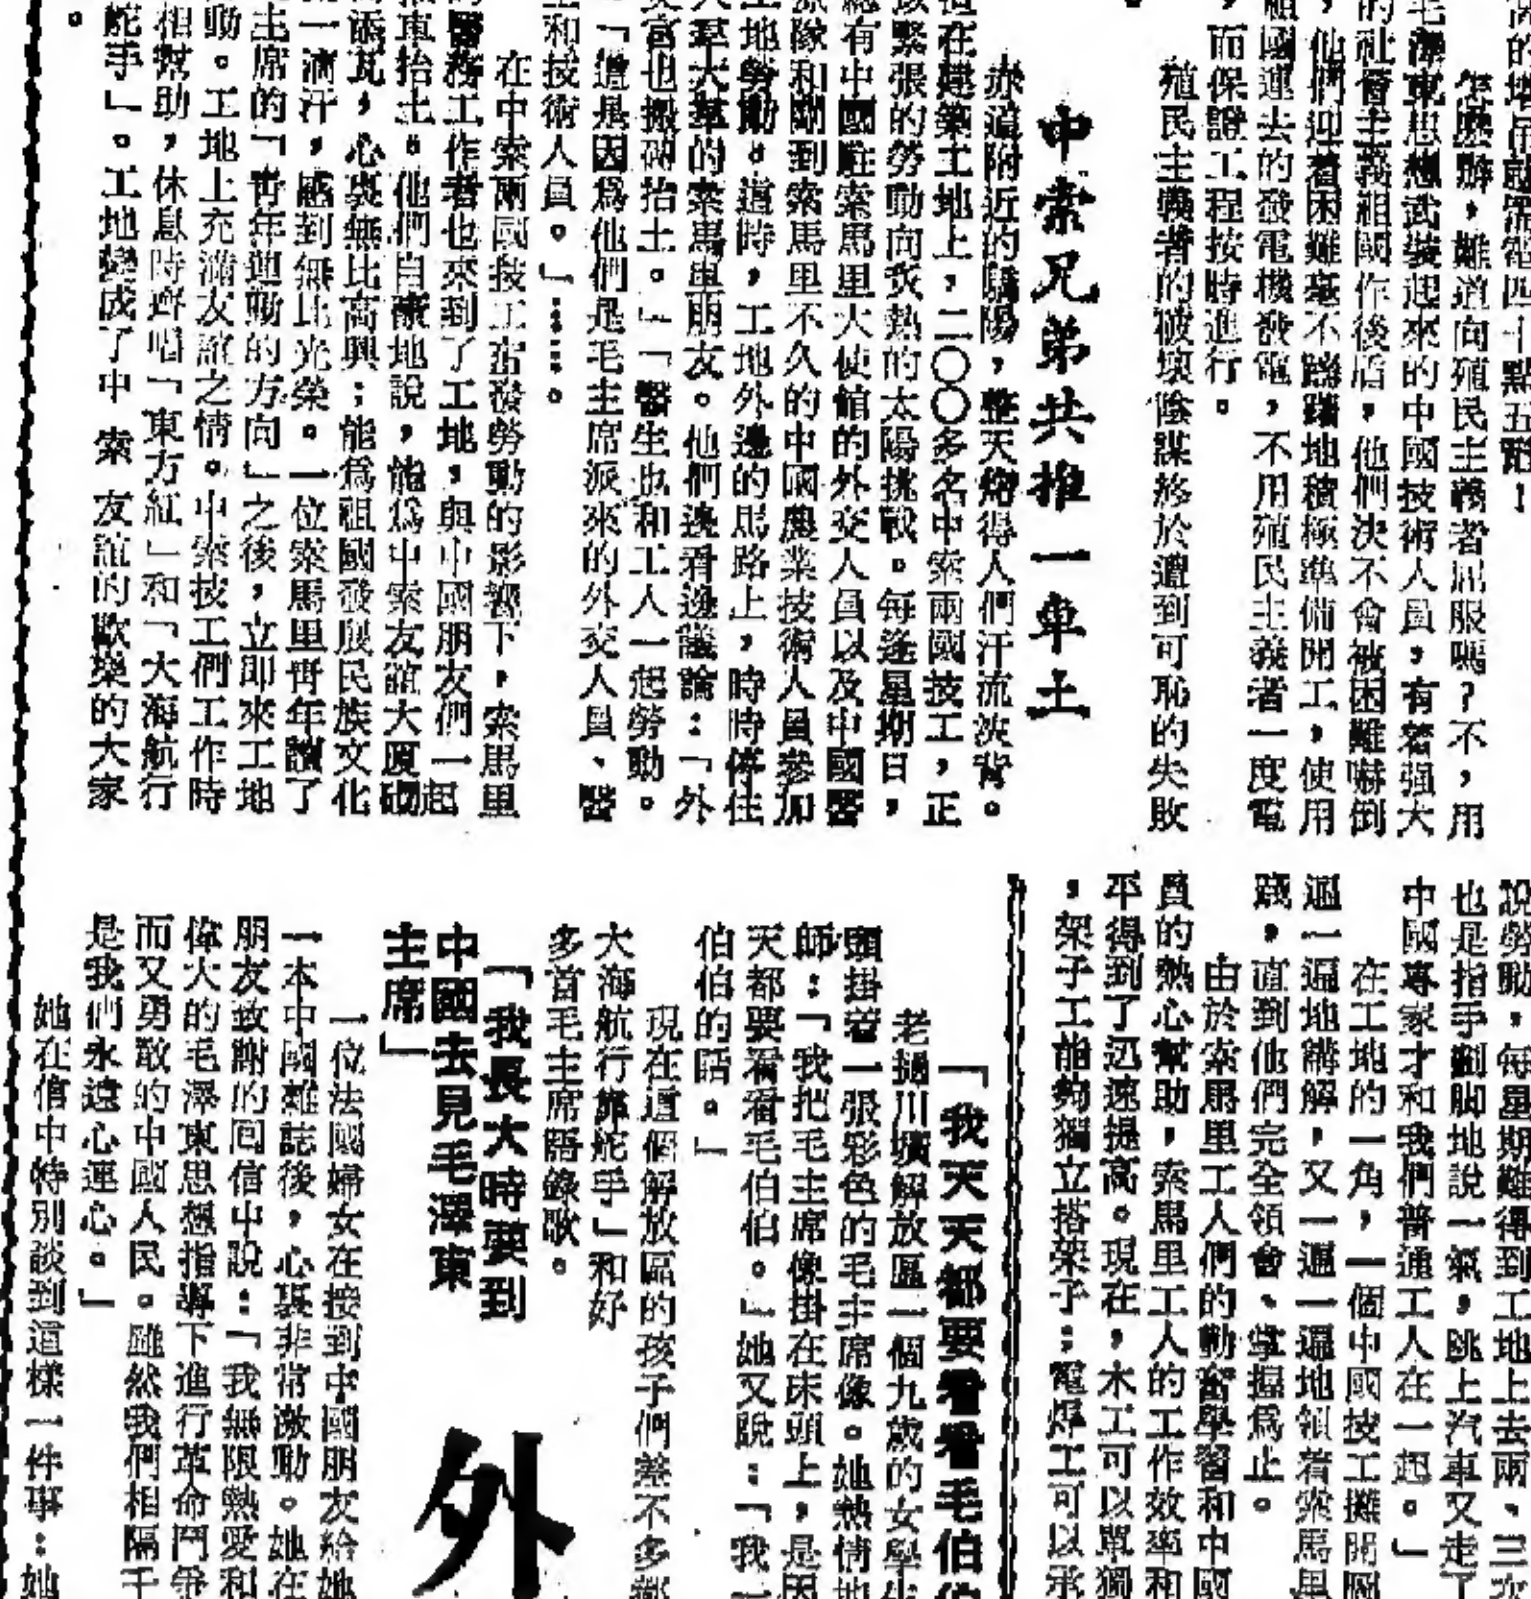 高的增吊起濕電四十點五噸！
怎麽辦，難道向殖民主義者屈服嗎？不，用
毛澤東思想武裝起來的中國技術人員，有着强大
的社會主義祖國作後盾，他們決不會被困難嚇倒
，他們迎着困難毫不躊躇地積極準備開工，使用
祖國運去的發電機發電，不用殖民主義者一度電
，而保證工程按時進行。
殖民主義者的破壞陰謀終於遭到可恥的失敗
。
中索兄弟共推一車土
赤道附近的驕陽，整天烤得人們汗流浹背。
在建築工地上，二〇〇多名中索兩國技工，正
緊張的勞動向炙熱的太陽挑戰。每逢星期日，
總有中國駐索馬里大使館的外交人員以及中國醫
療隊和剛到索馬里不久的中國農業技術人員參加
工地勞動。這時，工地外邊的馬路上，時時停住
大羣大羣的索馬里朋友。他們邊看邊議論：「外
交官也搬磚抬土。」「醫生也和工人一起勞動。
「這是因爲他們是毛主席派來的外交人員、醫
生和技術人員。」……。
在中索兩國技工奮發勞動的影響下，索馬里
的醫務工作者也來到了工地，與中國朋友們一起
推車抬土。他們自豪地說，能爲中索友誼大厦砌
添瓦，心裏無比高興；能爲祖國發展民族文化
一滴汗，感到無比光榮。一位索馬里青年讀了
主席的「青年運動的方向」之後，立即來工地
動。工地上充滿友誼之情。中索技工們工作時
相幫助，休息時齊唱「東方紅」和「大海航行
舵手」。工地變成了中 索 友誼的歡樂的大家
。
說勞動，每星期難得到工地上去兩、三次
也是指手劃脚地說一氣，跳上汽車又走了
中國專家才和我們普通工人在一起。」
在工地的一角，一個中國技工攤開圖
遍一遍地講解，又一遍一遍地領着索馬里
踐，直到他們完全領會、掌握爲止。
由於索馬里工人們的勤奮學習和中國
員的熱心幫助，索馬里工人的工作效率和
平得到了迅速提高。現在，木工可以單獨
，架子工能夠獨立搭架子；電焊工可以承
「我天天都要看看毛伯伯
老撾川壙解放區一個九歲的女學生
頭掛着一張彩色的毛主席像。她熱情地
師：「我把毛主席像掛在床頭上，是因
天都要看看毛伯伯。」她又說：「我一
伯伯的話。」
現在這個解放區的孩子們差不多都
大海航行靠舵手」和好
多首毛主席語錄歌。
外
「我長大時要到
中國去見毛澤東
主席」
一位法國婦女在接到中國朋友給她
一本中國雜誌後，心裏非常激動。她在
朋友致謝的回信中說：「我無限熱愛和
偉大的毛澤東思想指導下進行革命鬥爭
而又勇敢的中國人民。雖然我們相隔千
是我們永遠心連心。」
她在信中特別談到這樣一件事：她